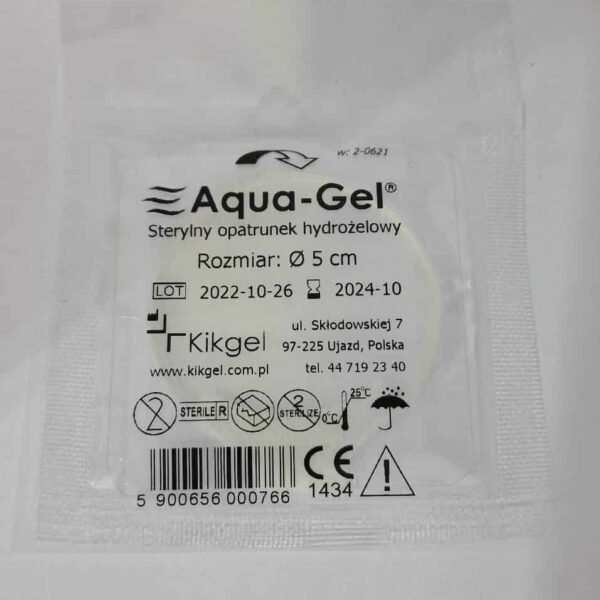 w: 2-0621
Aqua-Gel®
Sterylny opatrunek hydrożelowy
Rozmiar: Ø 5 cm
LOT 2022-10-26 2024-10
Kikgel
ul. Skłodowskiej 7
97-225 Ujazd, Polska
www.kikgel.com.pl
tel. 44 719 23 40
2 STERILE R 2 STERILIZE 0°C 25°C
5 900656 000766
CE 1434